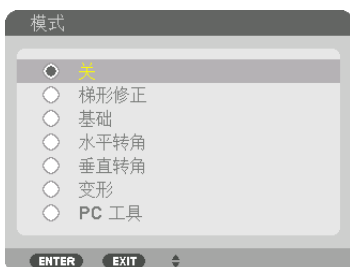 模式
关
梯形修正
基础
水平转角
垂直转角
变形
PC 工具
ENTER EXIT